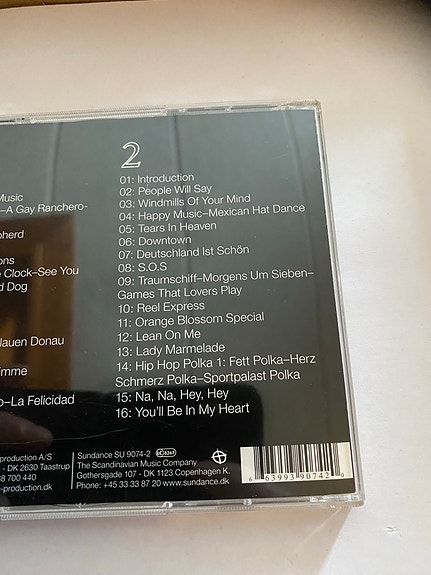 Music
–A Gay Ranchero-
pherd
ons
e Clock–See You
d Dog
lauen Donau
mme
o–La Felicidad
2
01: Introduction
02: People Will Say
03: Windmills Of Your Mind
04: Happy Music–Mexican Hat Dance
05: Tears In Heaven
06: Downtown
07: Deutschland Ist Schön
08: S.O.S
09: Traumschiff–Morgens Um Sieben–
Games That Lovers Play
10: Reel Express
11: Orange Blossom Special
12: Lean On Me
13: Lady Marmelade
14: Hip Hop Polka 1: Fett Polka–Herz
Schmerz Polka–Sportpalast Polka
15: Na, Na, Hey, Hey
16: You'll Be In My Heart
production A/S
- DK 2630 Taastrup
8 700 440
-production.dk
Sundance SU 9074-2
The Scandinavian Music Company
Gothersgade 107 - DK 1123 Copenhagen K.
Phone: +45 33 33 87 20 www.sundance.dk
6 63993 90742 0